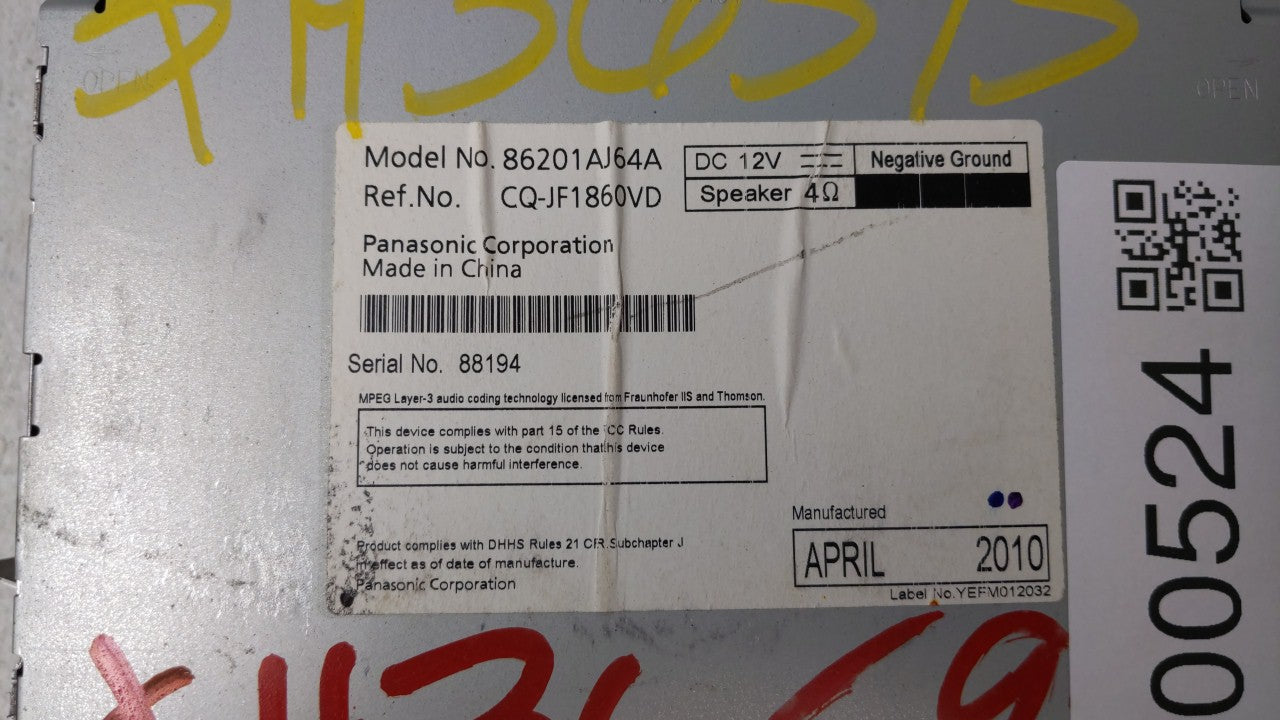 OPEN
OPEN
Model No. 86201AJ64A
Ref.No. CQ-JF1860VD
DC 12V Negative Ground
Speaker 4Ω
Panasonic Corporation
Made in China
Serial No. 88194
MPEG Layer-3 audio coding technology licensed from Fraunhofer IIS and Thomson.
This device complies with part 15 of the FCC Rules.
Operation is subject to the condition that this device
does not cause harmful interference.
Product complies with DHHS Rules 21 CFR.Subchapter J
in effect as of date of manufacture.
Panasonic Corporation
Manufactured
APRIL 2010
Label No.YEFM012032
00524